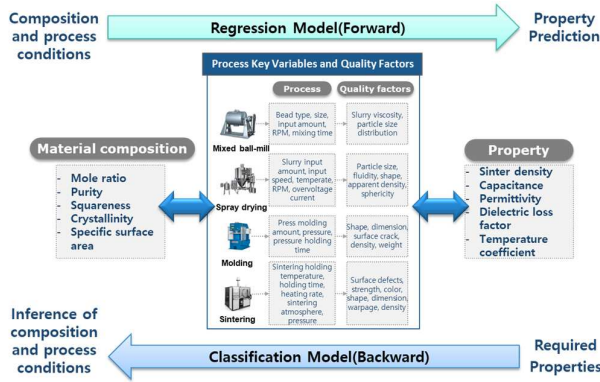 Composition
and process
conditions
Regression Model(Forward)
Property
Prediction
Process Key Variables and Quality Factors
Process
Quality factors
Mixed ball-mill
Bead type, size,
input amount,
RPM, mixing time
Slurry viscosity,
particle size
distribution
Spray drying
Slurry input
amount, input
speed, temperate,
RPM, overvoltage
current
Particle size,
fluidity, shape,
apparent density,
sphericity
Molding
Press molding
amount, pressure,
pressure holding
time
Shape, dimension,
surface crack,
density, weight
Sintering
Sintering holding
temperature,
holding time,
heating rate,
sintering
atmosphere,
pressure
Surface defects,
strength, color,
shape, dimension,
warpage, density
Material composition
- Mole ratio
- Purity
- Squareness
- Crystallinity
- Specific surface
area
Property
- Sinter density
- Capacitance
- Permittivity
- Dielectric loss
factor
- Temperature
coefficient
Inference of
composition
and process
conditions
Classification Model(Backward)
Required
Properties